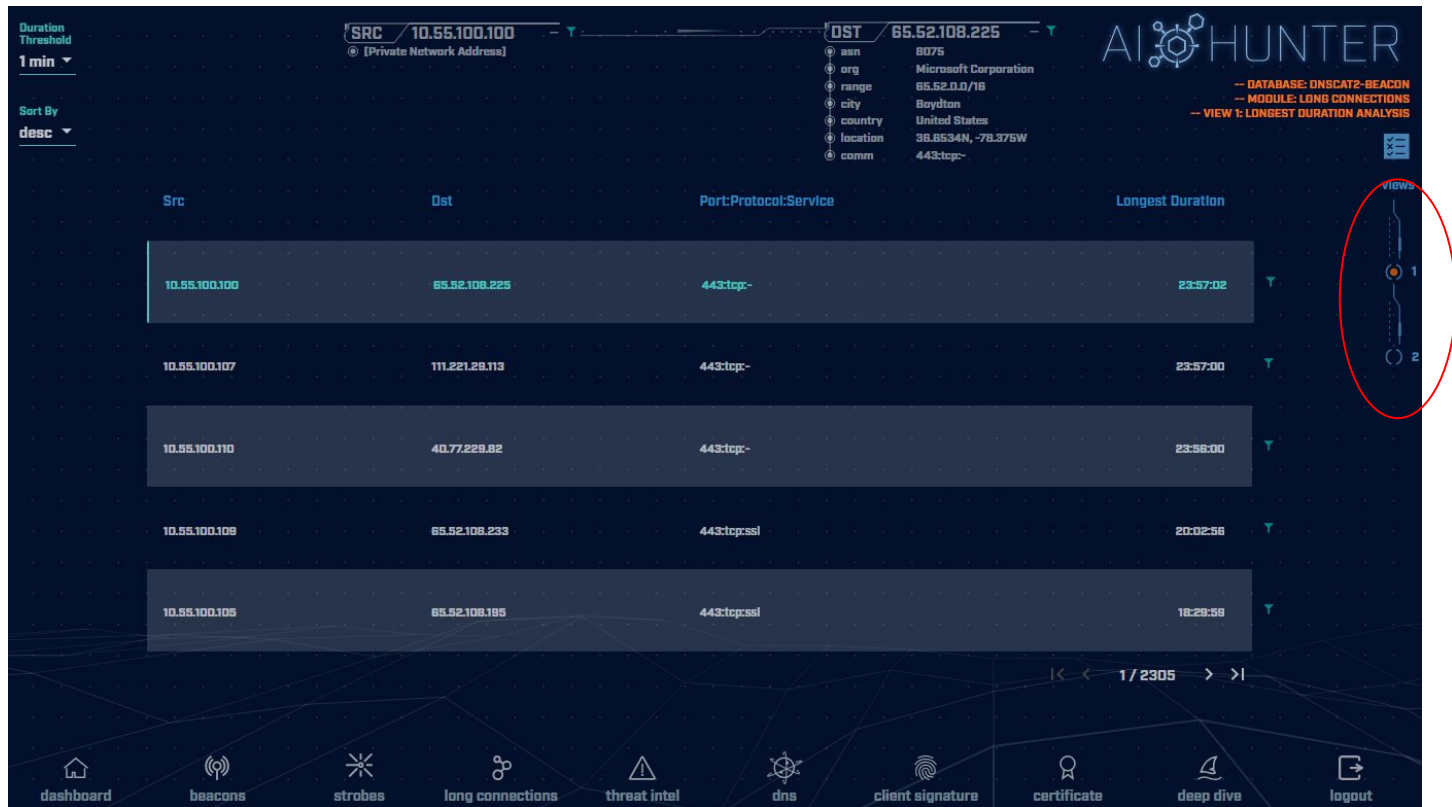 Duration
Threshold
1 min
Sort By
desc
SRC 10.55.100.100
[Private Network Address]
DST 65.52.108.225
asn 8075
org Microsoft Corporation
range 65.52.0.0/16
city Boydton
country United States
location 36.6534N, -78.375W
comm 443:tcp:-
AI HUNTER
-- DATABASE: DNSCAT2-BEACON
-- MODULE: LONG CONNECTIONS
-- VIEW 1: LONGEST DURATION ANALYSIS
Views
1
2
Src Dst Port:Protocol:Service Longest Duration
10.55.100.100 65.52.108.225 443:tcp:- 23:57:02
10.55.100.107 111.221.29.113 443:tcp:- 23:57:00
10.55.100.110 40.77.229.82 443:tcp:- 23:56:00
10.55.100.109 65.52.108.233 443:tcp:ssl 20:02:56
10.55.100.105 65.52.108.195 443:tcp:ssl 18:29:59
1 / 2305
dashboard beacons strobes long connections threat intel dns client signature certificate deep dive logout